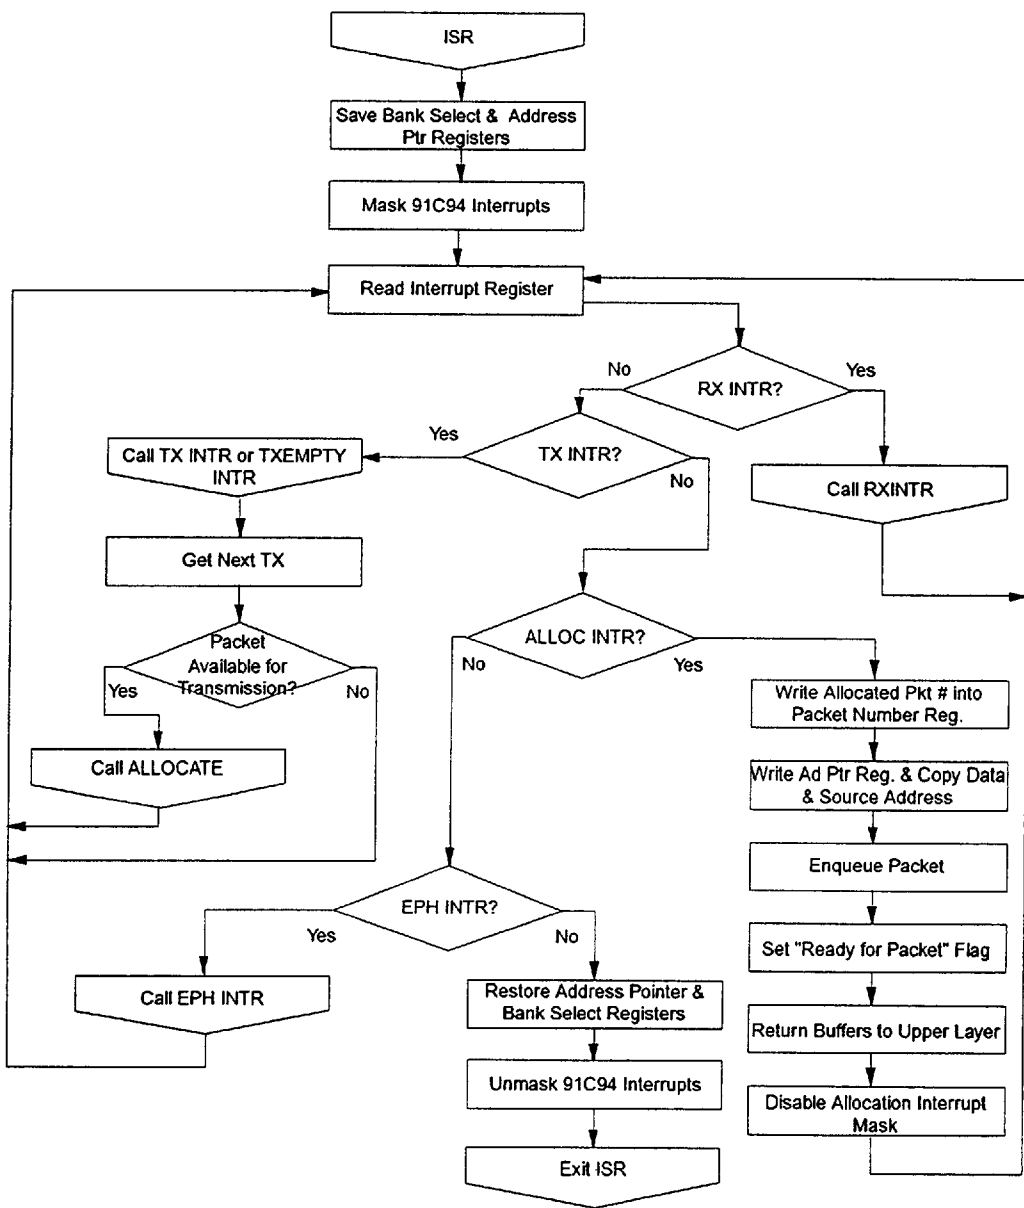 ISR
Save Bank Select & Address
Ptr Registers
Mask 91C94 Interrupts
Read Interrupt Register
No
RX INTR?
Yes
Yes
TX INTR?
No
Call TX INTR or TXEMPTY
INTR
Call RXINTR
Get Next TX
ALLOC INTR?
No
Yes
Packet
Available for
Transmission?
Yes
No
Write Allocated Pkt # into
Packet Number Reg.
Call ALLOCATE
Write Ad Ptr Reg. & Copy Data
& Source Address
Enqueue Packet
EPH INTR?
Yes
No
Set "Ready for Packet" Flag
Call EPH INTR
Restore Address Pointer &
Bank Select Registers
Return Buffers to Upper Layer
Unmask 91C94 Interrupts
Disable Allocation Interrupt
Mask
Exit ISR